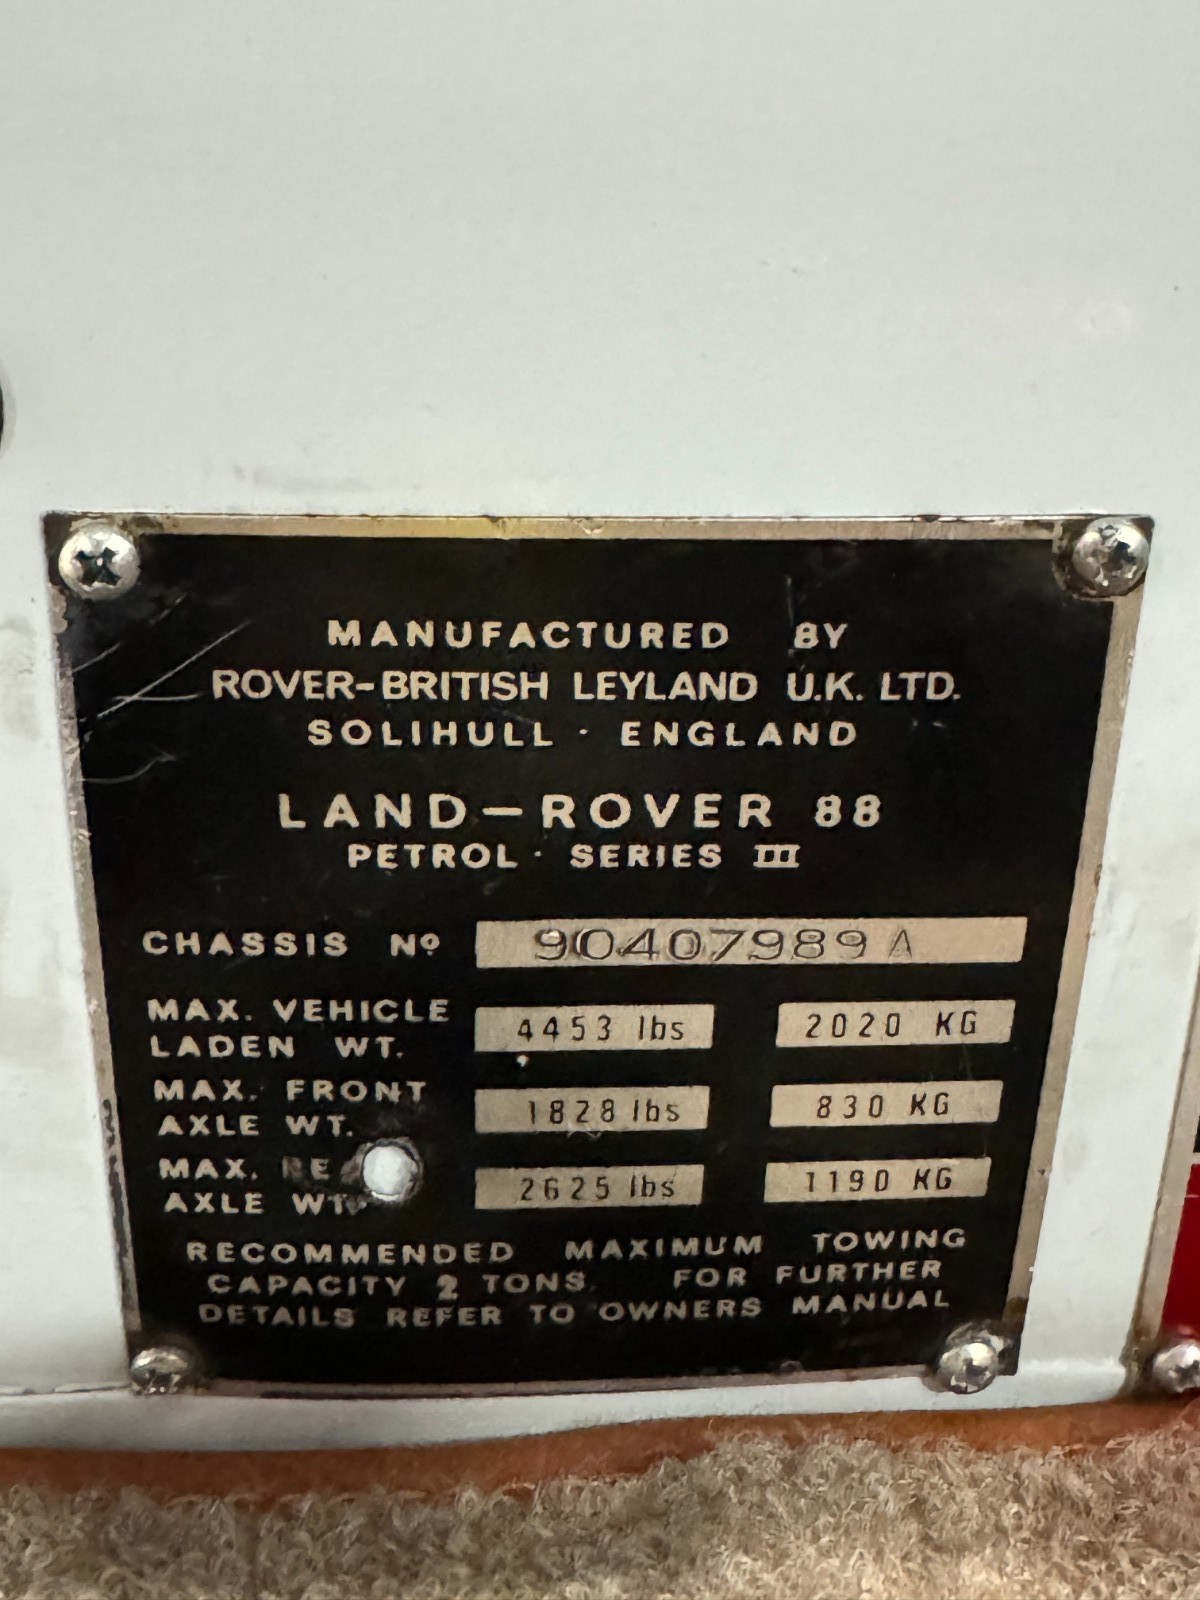 MANUFACTURED BY
ROVER-BRITISH LEYLAND U.K. LTD.
SOLIHULL · ENGLAND
LAND-ROVER 88
PETROL · SERIES III
CHASSIS Nº 90407989 A
MAX. VEHICLE
LADEN WT. 4453 lbs 2020 KG
MAX. FRONT
AXLE WT. 1828 lbs 830 KG
MAX.
AXLE WT. 2625 lbs 1190 KG
RECOMMENDED MAXIMUM TOWING
CAPACITY 2 TONS. FOR FURTHER
DETAILS REFER TO OWNERS MANUAL